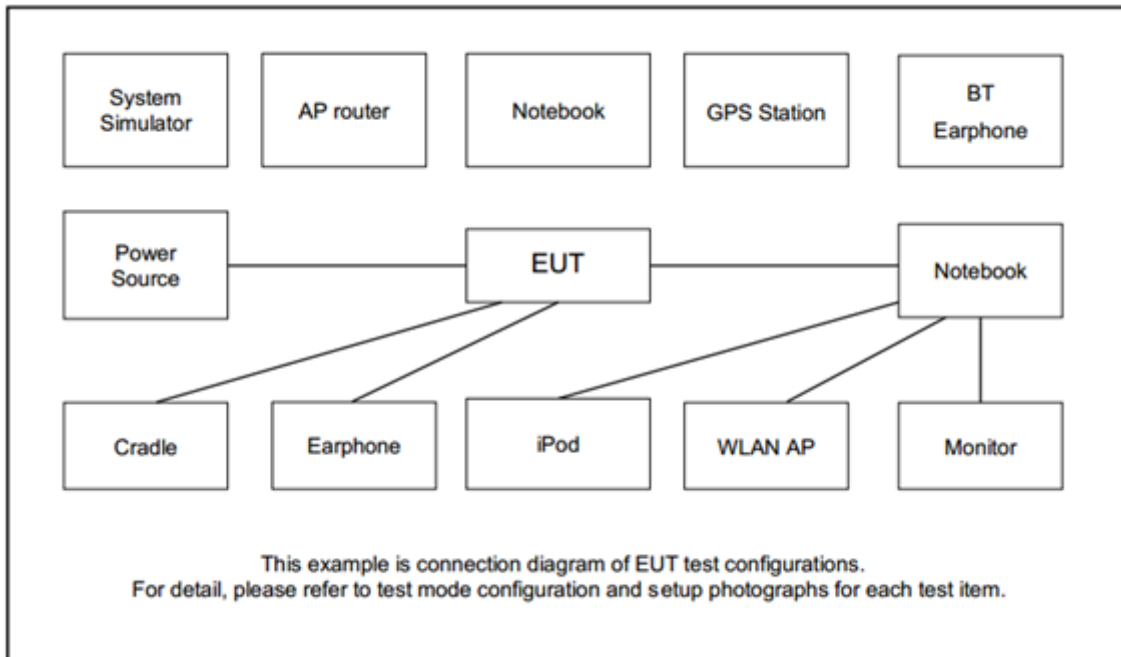 System
Simulator
AP router
Notebook
GPS Station
BT
Earphone
Power
Source
EUT
Notebook
Cradle
Earphone
iPod
WLAN AP
Monitor
This example is connection diagram of EUT test configurations.
For detail, please refer to test mode configuration and setup photographs for each test item.